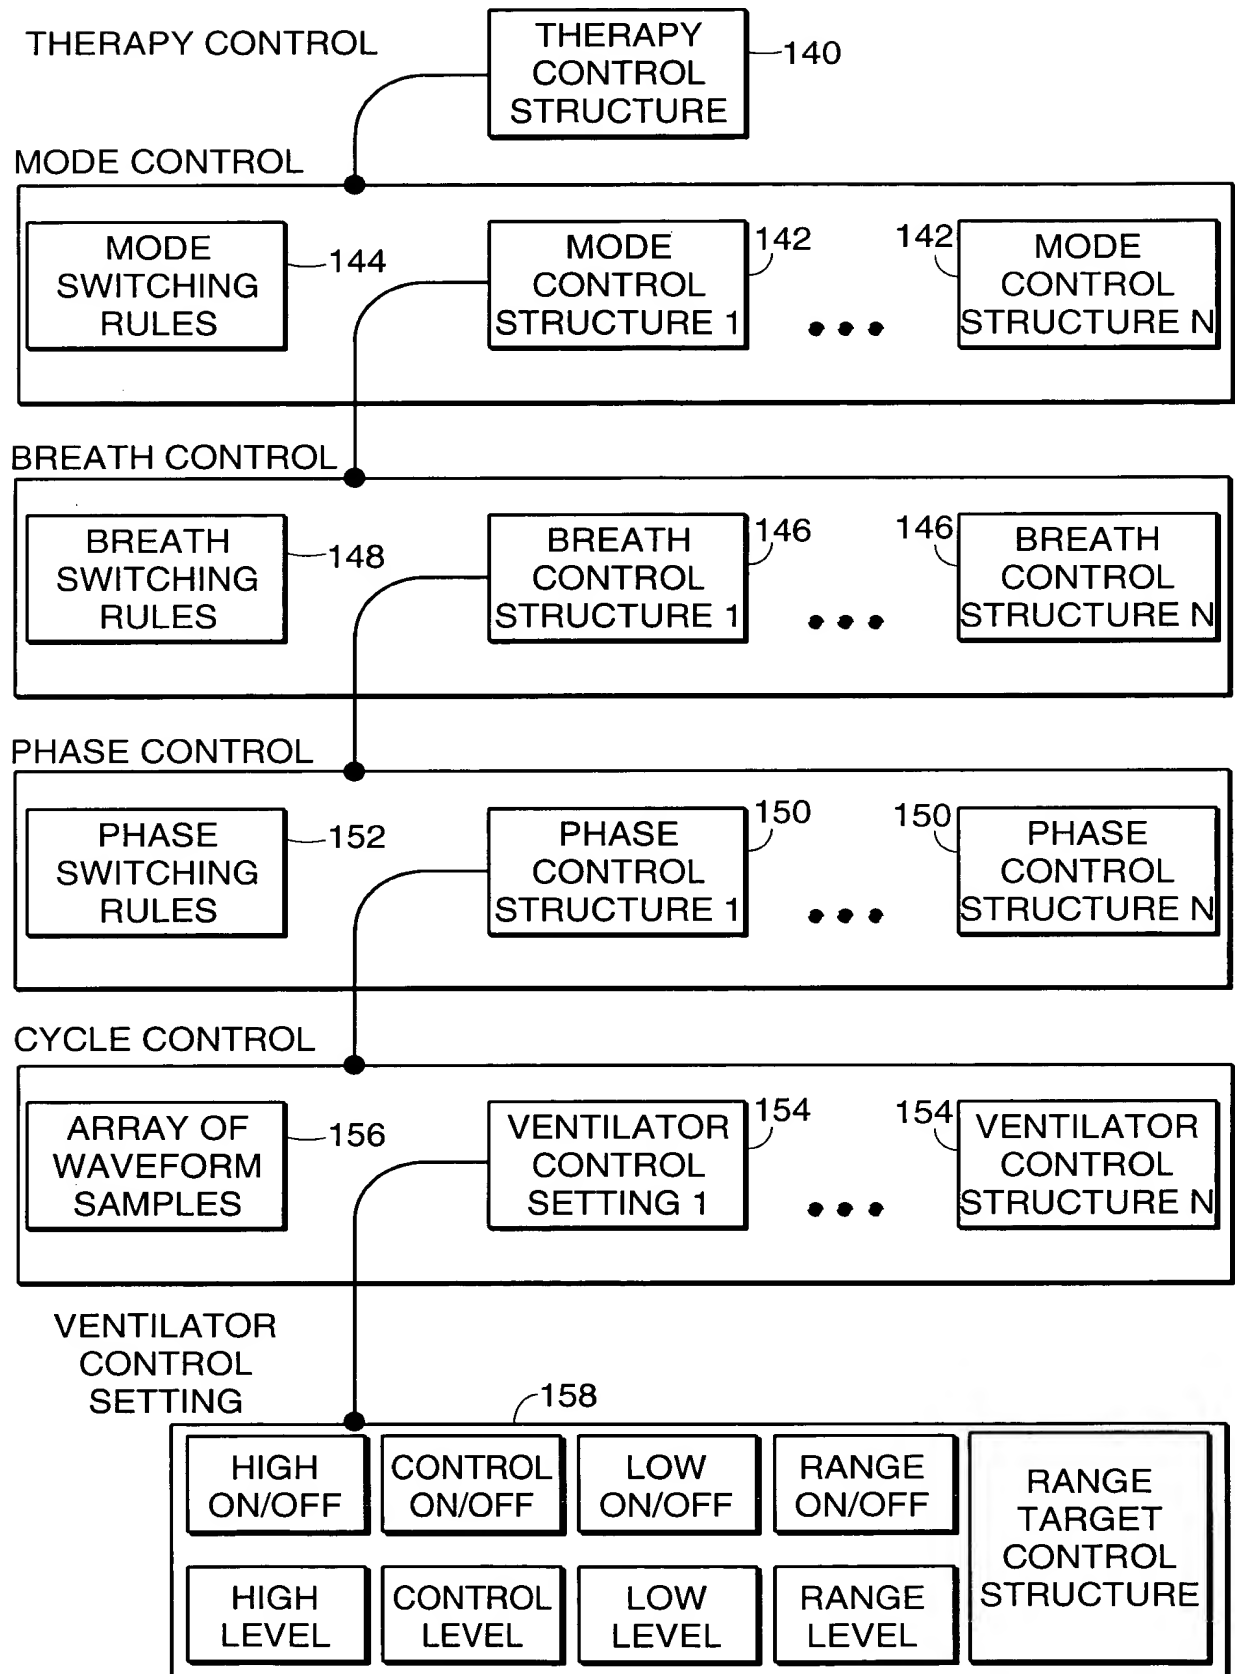 THERAPY CONTROL
THERAPY
CONTROL
STRUCTURE
140
MODE CONTROL
MODE
SWITCHING
RULES
144
MODE
CONTROL
STRUCTURE 1
142
142
MODE
CONTROL
STRUCTURE N
BREATH CONTROL
BREATH
SWITCHING
RULES
148
BREATH
CONTROL
STRUCTURE 1
146
146
BREATH
CONTROL
STRUCTURE N
PHASE CONTROL
PHASE
SWITCHING
RULES
152
PHASE
CONTROL
STRUCTURE 1
150
150
PHASE
CONTROL
STRUCTURE N
CYCLE CONTROL
ARRAY OF
WAVEFORM
SAMPLES
156
VENTILATOR
CONTROL
SETTING 1
154
154
VENTILATOR
CONTROL
STRUCTURE N
VENTILATOR
CONTROL
SETTING
158
HIGH
ON/OFF
CONTROL
ON/OFF
LOW
ON/OFF
RANGE
ON/OFF
RANGE
TARGET
CONTROL
STRUCTURE
HIGH
LEVEL
CONTROL
LEVEL
LOW
LEVEL
RANGE
LEVEL